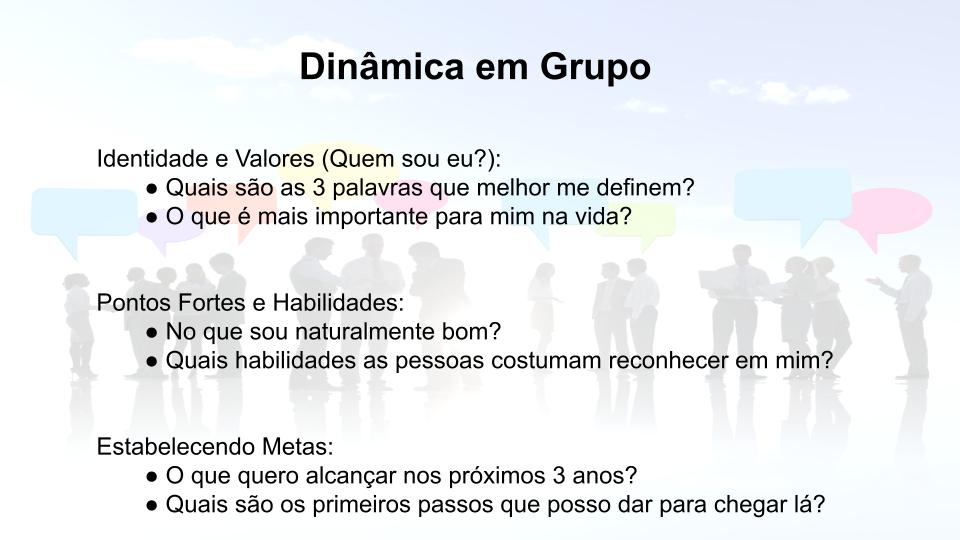 Dinâmica em Grupo
Identidade e Valores (Quem sou eu?):
● Quais são as 3 palavras que melhor me definem?
● O que é mais importante para mim na vida?
Pontos Fortes e Habilidades:
● No que sou naturalmente bom?
● Quais habilidades as pessoas costumam reconhecer em mim?
Estabelecendo Metas:
● O que quero alcançar nos próximos 3 anos?
● Quais são os primeiros passos que posso dar para chegar lá?